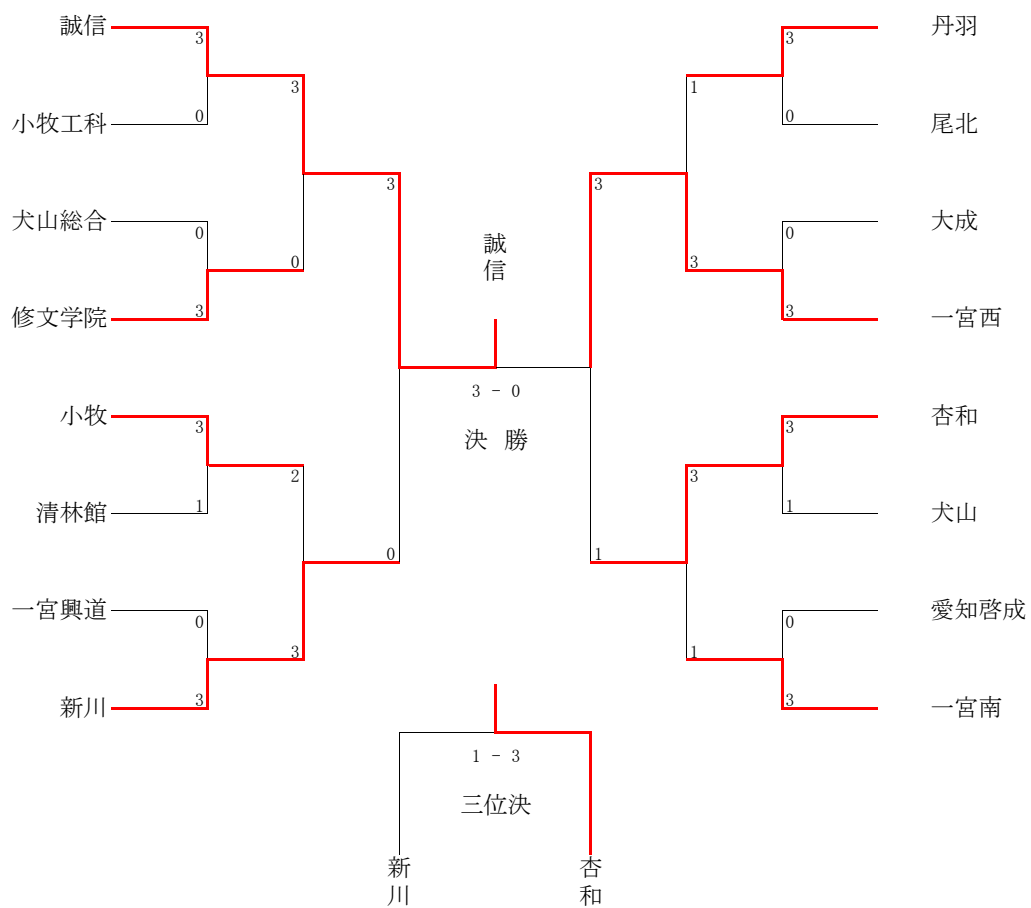 誠信
3
3
小牧工科
0
犬山総合
0
0
修文学院
3
3
小牧
3
2
清林館
1
0
一宮興道
0
3
新川
3
誠信
3 - 0
決 勝
丹羽
3
1
尾北
0
3
大成
0
3
一宮西
3
杏和
3
3
犬山
1
1
愛知啓成
0
1
一宮南
3
1 - 3
三位決
新川
杏和